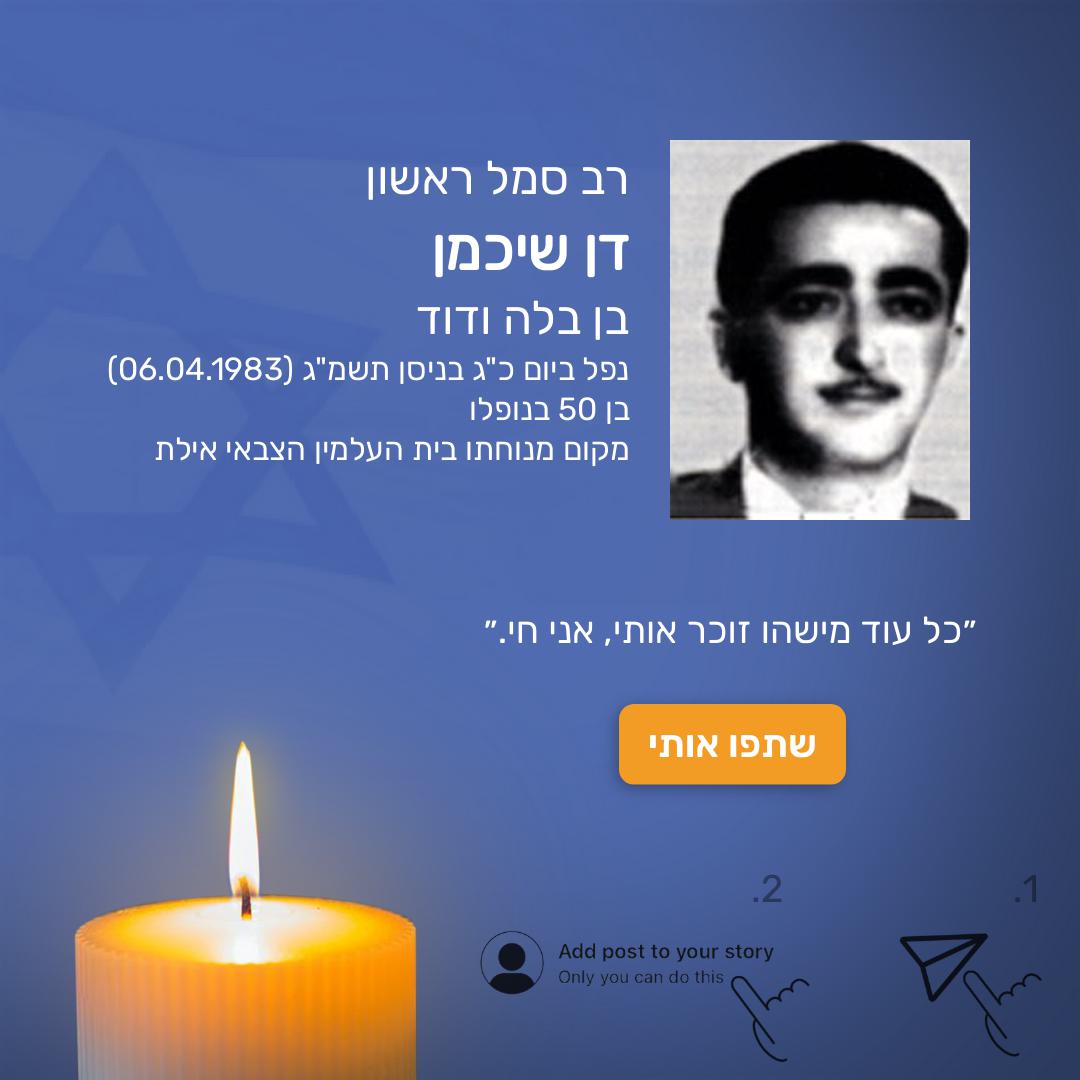 רב סמל ראשון
דן שיכמן
בן בלה ודוד
נפל ביום כ"ג בניסן תשמ"ג (06.04.1983)
בן 50 בנופלו
מקום מנוחתו בית העלמין הצבאי אילת
״כל עוד מישהו זוכר אותי, אני חי.״
שתפו אותי
1.
2.
Add post to your story
Only you can do this